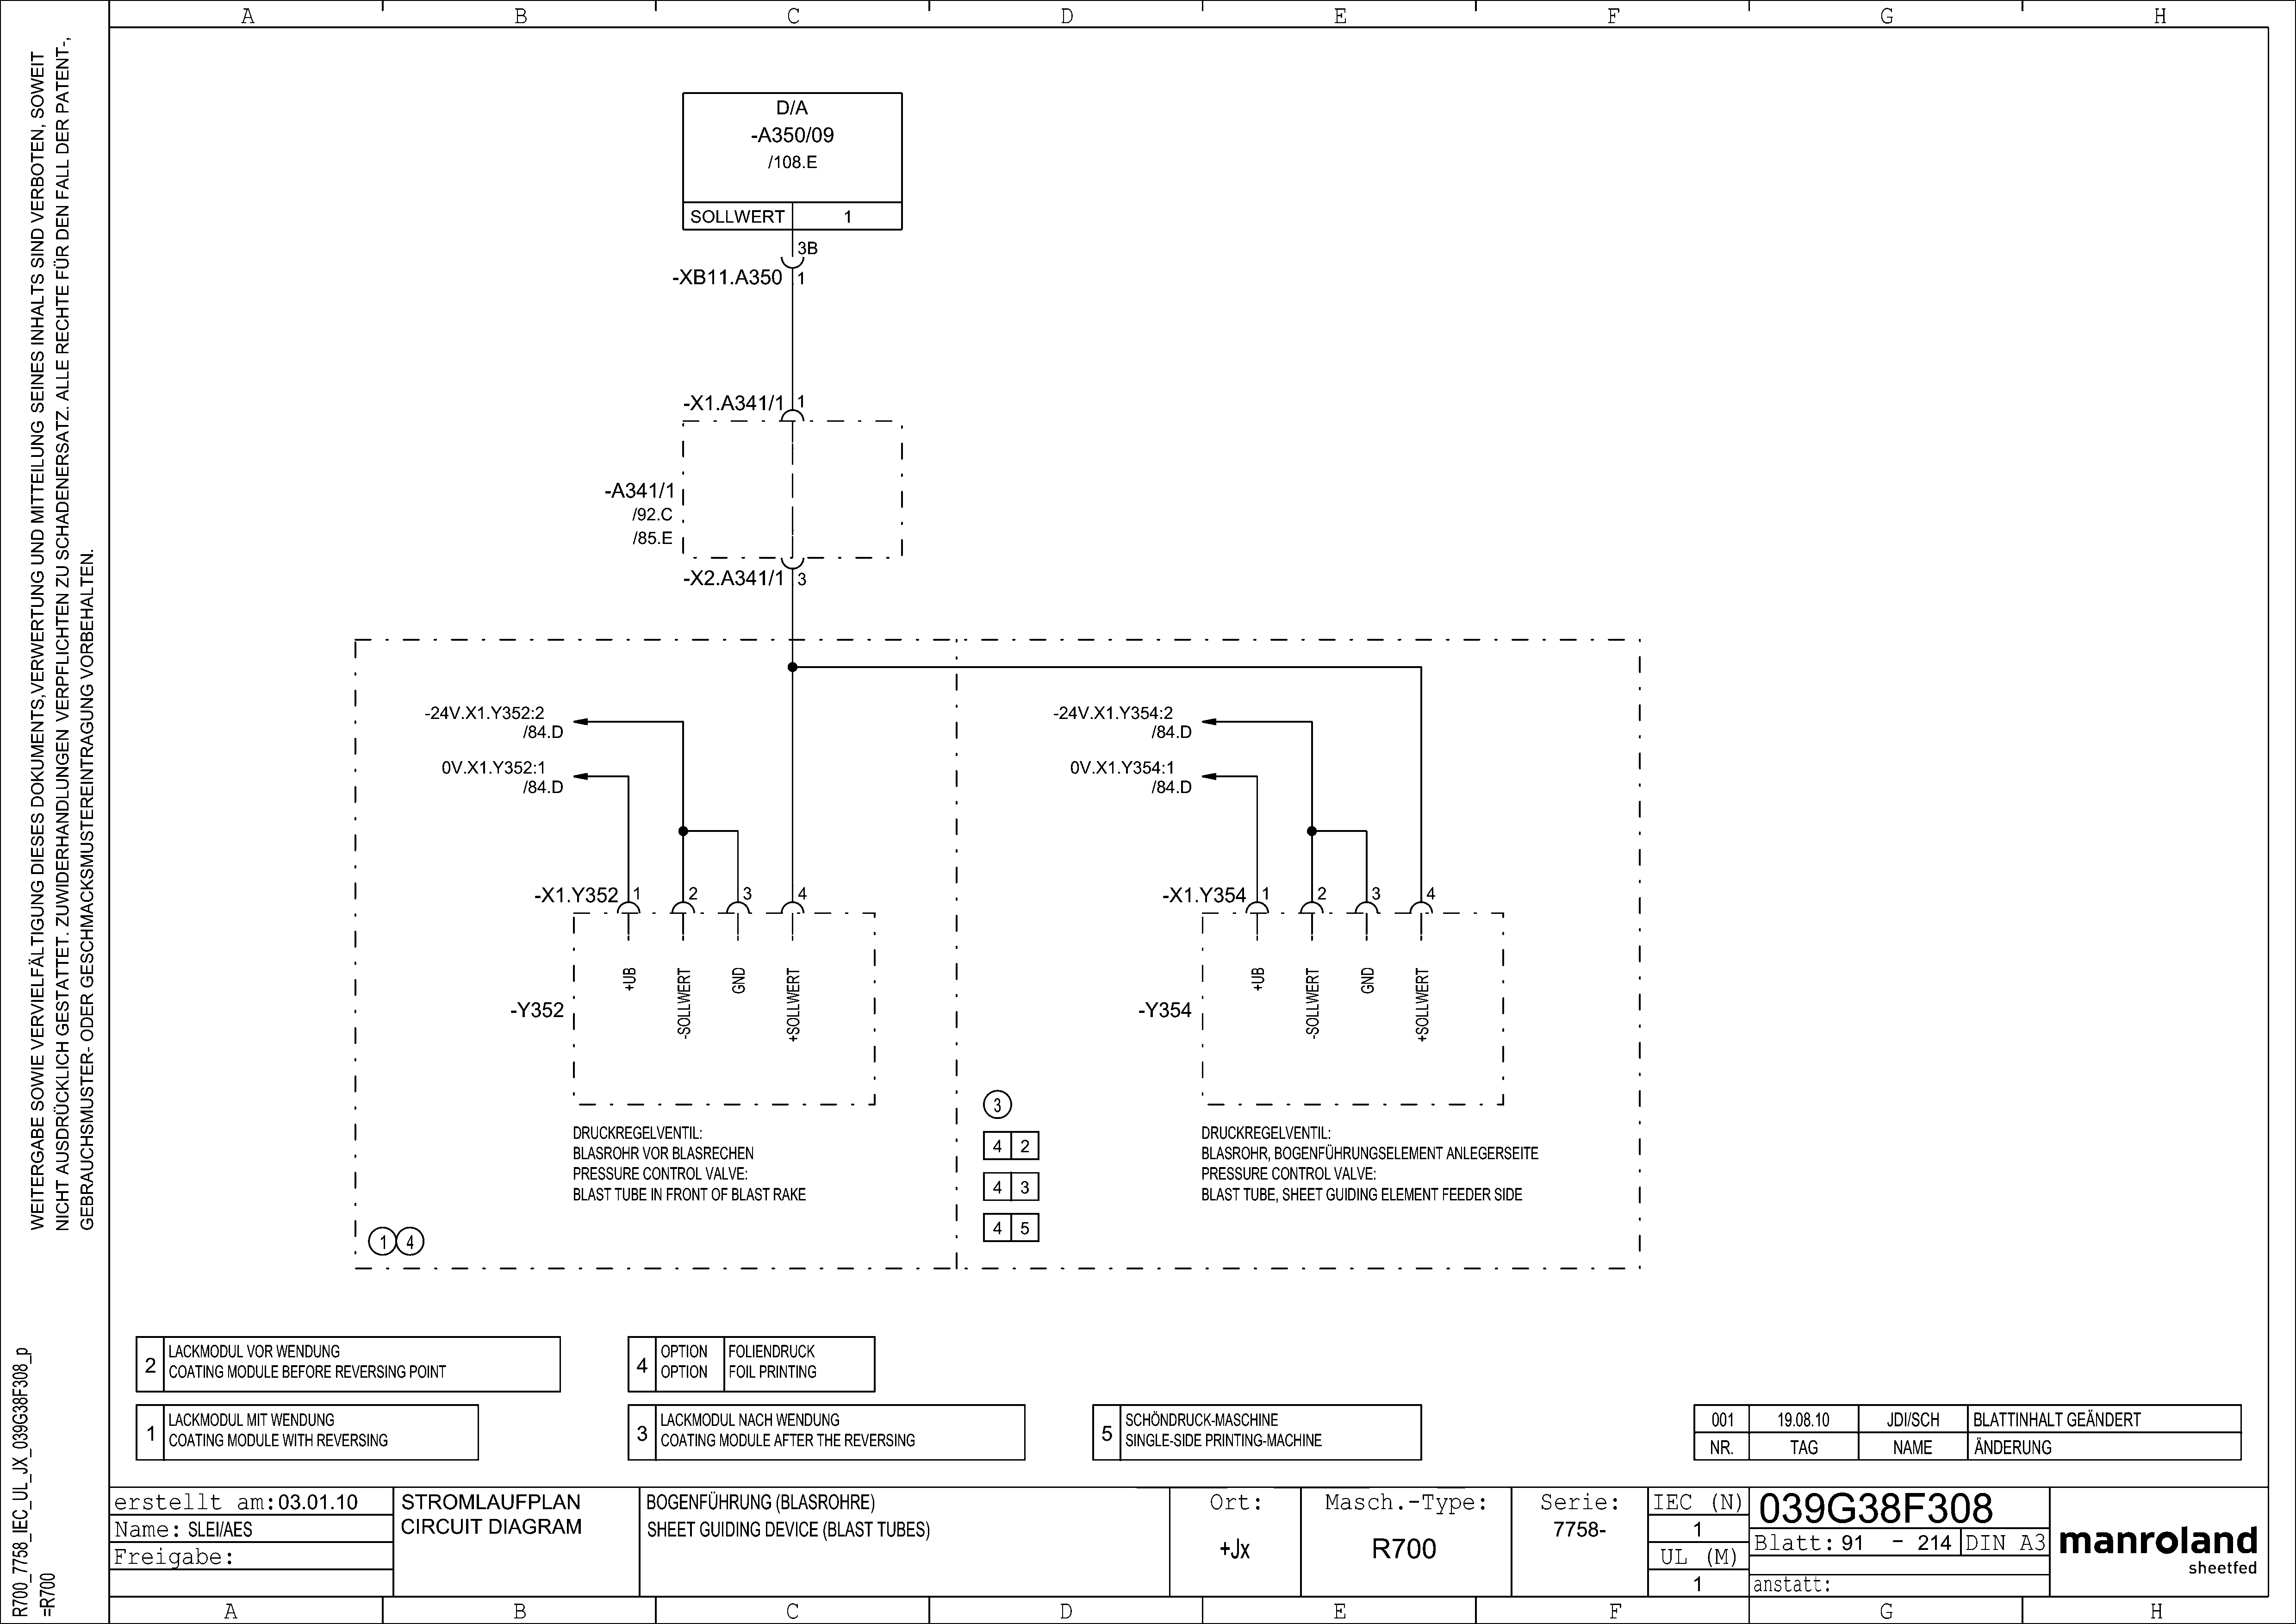 A B C D E F G H
WEITERGABE SOWIE VERVIELFÄLTIGUNG DIESES DOKUMENTS,VERWERTUNG UND MITTEILUNG SEINES INHALTS SIND VERBOTEN, SOWEIT
NICHT AUSDRÜCKLICH GESTATTET. ZUWIDERHANDLUNGEN VERPFLICHTEN ZU SCHADENERSATZ. ALLE RECHTE FÜR DEN FALL DER PATENT-,
GEBRAUCHSMUSTER- ODER GESCHMACKSMUSTEREINTRAGUNG VORBEHALTEN.
R700_7758_IEC_UL_JX_039G38F308_p
=R700
D/A
-A350/09
/108.E
SOLLWERT 1
3B
-XB11.A350 1
-X1.A341/1 1
-A341/1
/92.C
/85.E
-X2.A341/1 3
-24V.X1.Y352:2
/84.D
0V.X1.Y352:1
/84.D
-X1.Y352 1 2 3 4
+UB
-SOLLWERT
GND
+SOLLWERT
-Y352
DRUCKREGELVENTIL:
BLASROHR VOR BLASRECHEN
PRESSURE CONTROL VALVE:
BLAST TUBE IN FRONT OF BLAST RAKE
1 4
-24V.X1.Y354:2
/84.D
0V.X1.Y354:1
/84.D
-X1.Y354 1 2 3 4
+UB
-SOLLWERT
GND
+SOLLWERT
-Y354
3
4 2
4 3
4 5
DRUCKREGELVENTIL:
BLASROHR, BOGENFÜHRUNGSELEMENT ANLEGERSEITE
PRESSURE CONTROL VALVE:
BLAST TUBE, SHEET GUIDING ELEMENT FEEDER SIDE
2 LACKMODUL VOR WENDUNG
COATING MODULE BEFORE REVERSING POINT
4 OPTION FOLIENDRUCK
OPTION FOIL PRINTING
1 LACKMODUL MIT WENDUNG
COATING MODULE WITH REVERSING
3 LACKMODUL NACH WENDUNG
COATING MODULE AFTER THE REVERSING
5 SCHÖNDRUCK-MASCHINE
SINGLE-SIDE PRINTING-MACHINE
001 19.08.10 JDI/SCH BLATTINHALT GEÄNDERT
NR. TAG NAME ÄNDERUNG
erstellt am: 03.01.10
Name: SLEI/AES
Freigabe:
STROMLAUFPLAN
CIRCUIT DIAGRAM
BOGENFÜHRUNG (BLASROHRE)
SHEET GUIDING DEVICE (BLAST TUBES)
Ort:
+Jx
Masch.-Type:
R700
Serie:
7758-
IEC (N)
1
UL (M)
1
039G38F308
Blatt: 91 - 214 DIN A3
anstatt:
manroland
sheetfed
A B C D E F G H